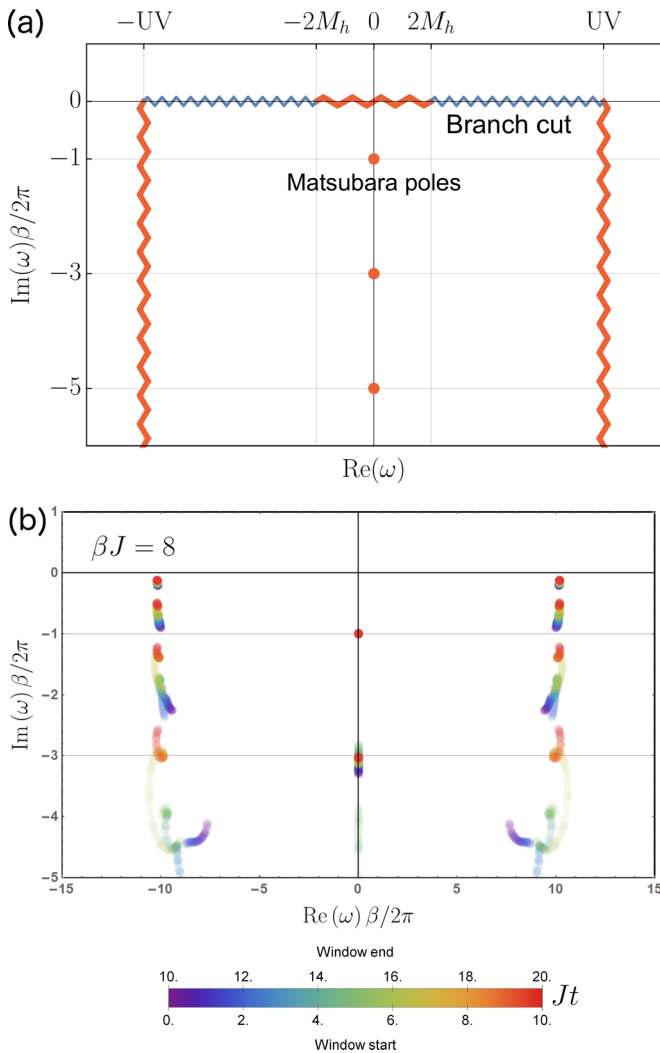 (a)
−UV −2M_h 0 2M_h UV
0
Branch cut
−1
Matsubara poles
−3
−5
Im(ω)β/2π
Re(ω)
(b)
1
βJ = 8
0
−1
−2
−3
−4
−5
Im (ω) β/2π
−15 −10 −5 0 5 10 15
Re (ω) β/2π
Window end
10. 12. 14. 16. 18. 20.
Jt
0. 2. 4. 6. 8. 10.
Window start